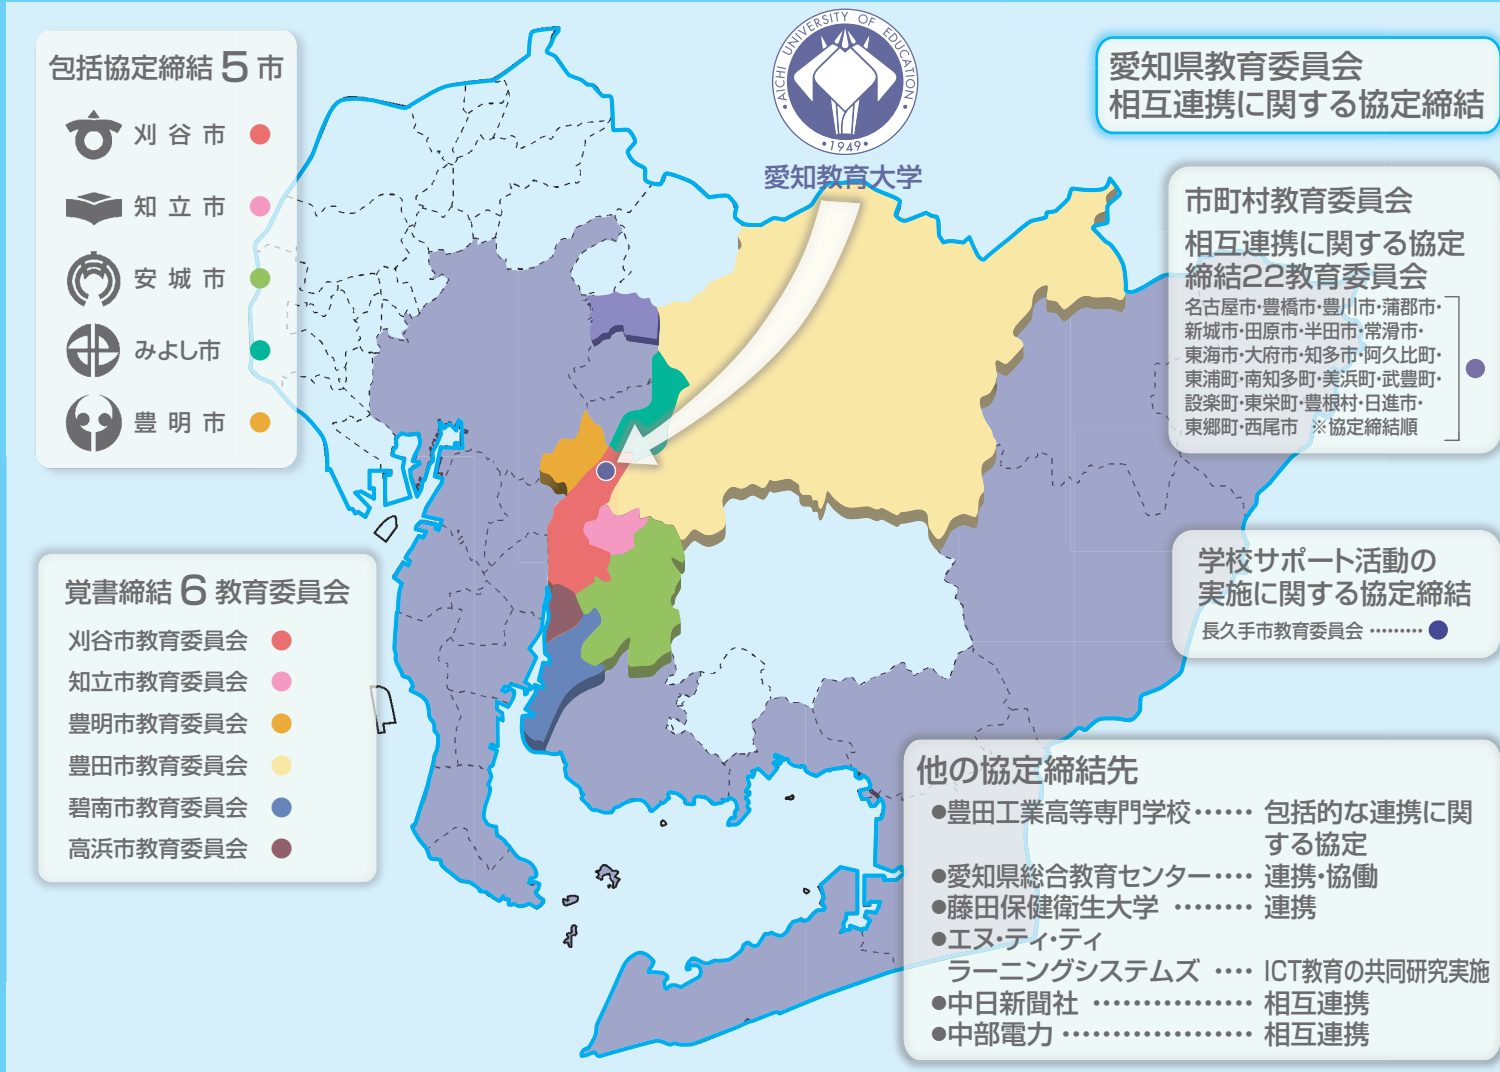 包括協定締結5市
刈谷市
知立市
安城市
みよし市
豊明市
AICHI UNIVERSITY OF EDUCATION
・1949・
愛知教育大学
愛知県教育委員会
相互連携に関する協定締結
市町村教育委員会
相互連携に関する協定
締結22教育委員会
名古屋市・豊橋市・豊川市・蒲郡市・
新城市・田原市・半田市・常滑市・
東海市・大府市・知多市・阿久比町・
東浦町・南知多町・美浜町・武豊町・
設楽町・東栄町・豊根村・日進市・
東郷町・西尾市 ※協定締結順
覚書締結6教育委員会
刈谷市教育委員会
知立市教育委員会
豊明市教育委員会
豊田市教育委員会
碧南市教育委員会
高浜市教育委員会
学校サポート活動の
実施に関する協定締結
長久手市教育委員会 ………
他の協定締結先
●豊田工業高等専門学校…… 包括的な連携に関
する協定
●愛知県総合教育センター…… 連携・協働
●藤田保健衛生大学 ……… 連携
●エヌ・ティ・ティ
ラーニングシステムズ …… ICT教育の共同研究実施
●中日新聞社 ……………… 相互連携
●中部電力 ………………… 相互連携